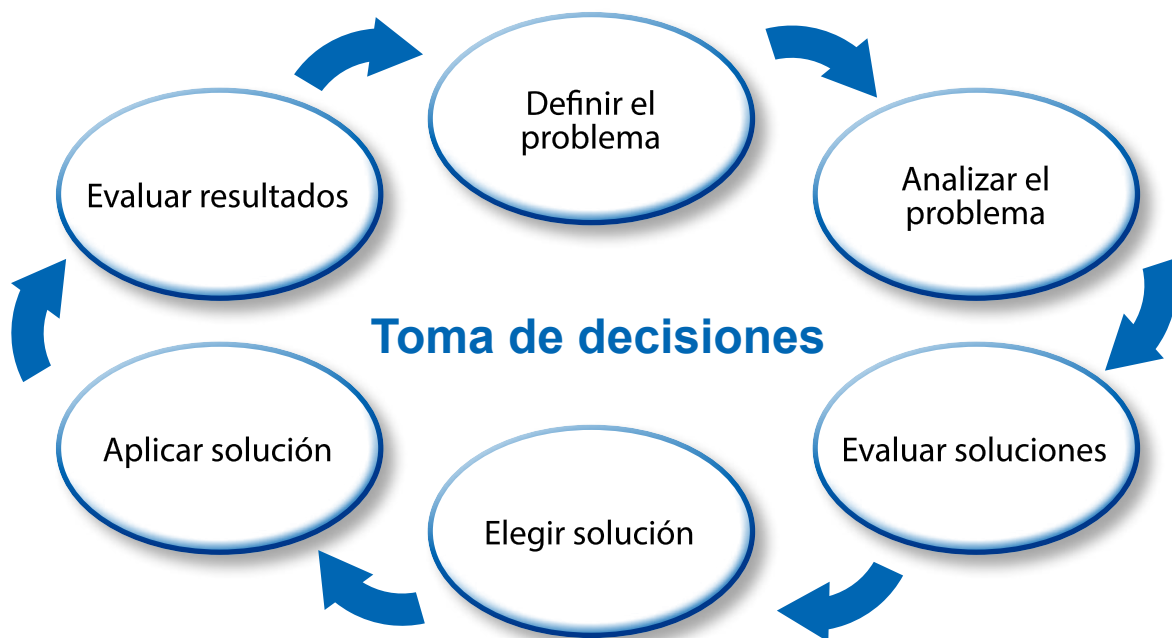 Definir el
problema
Analizar el
problema
Evaluar soluciones
Elegir solución
Aplicar solución
Evaluar resultados
Toma de decisiones